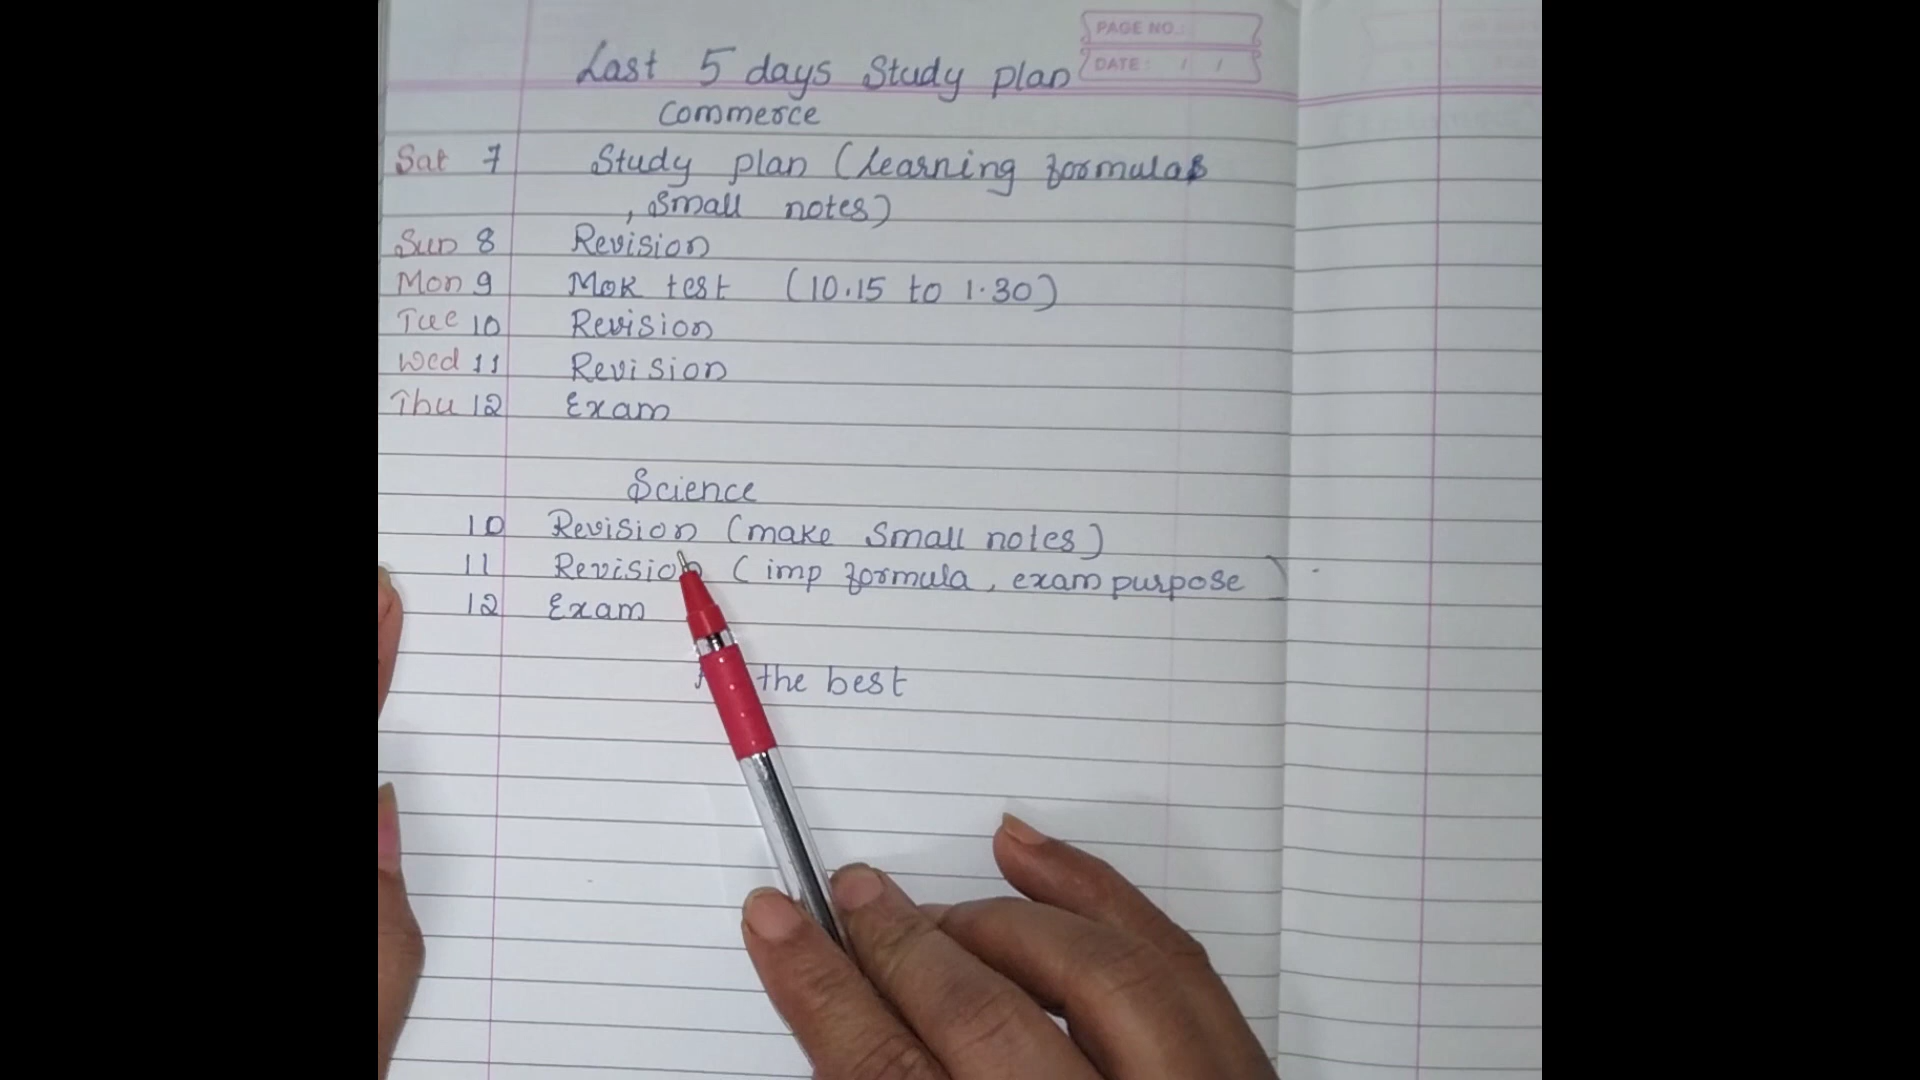 PAGE NO.:
DATE: / /
Last 5 days Study plan
Commerce
Sat 7 Study plan (Learning formulas
, Small notes)
Sun 8 Revision
Mon 9 Mok test (10.15 to 1.30)
Tue 10 Revision
Wed 11 Revision
Thu 12 Exam
Science
10 Revision (make Small notes)
11 Revision (imp formula, exam purpose)
12 Exam
the best